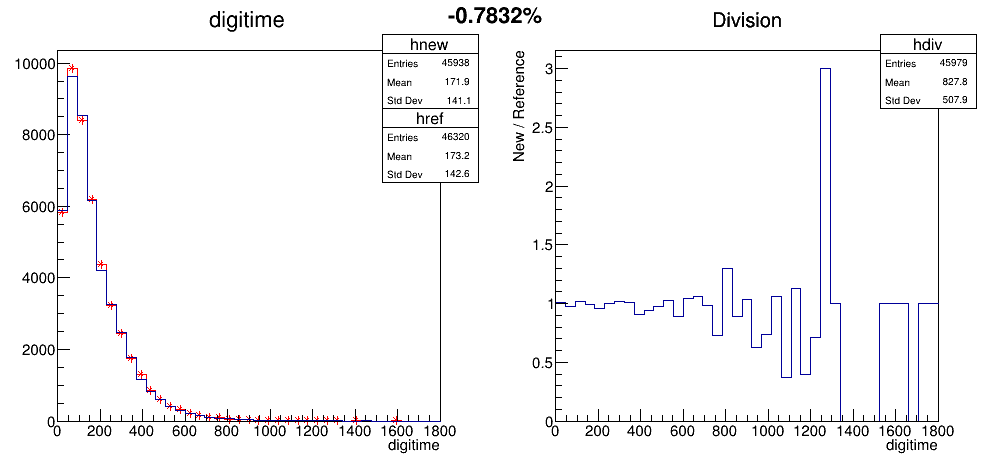 -0.7832%
digitime
hnew
Entries 45938
Mean 171.9
Std Dev 141.1
href
Entries 46320
Mean 173.2
Std Dev 142.6
10000
8000
6000
4000
2000
0
0 200 400 600 800 1000 1200 1400 1600 1800
digitime
Division
hdiv
Entries 45979
Mean 827.8
Std Dev 507.9
New / Reference
3
2.5
2
1.5
1
0.5
0
0 200 400 600 800 1000 1200 1400 1600 1800
digitime